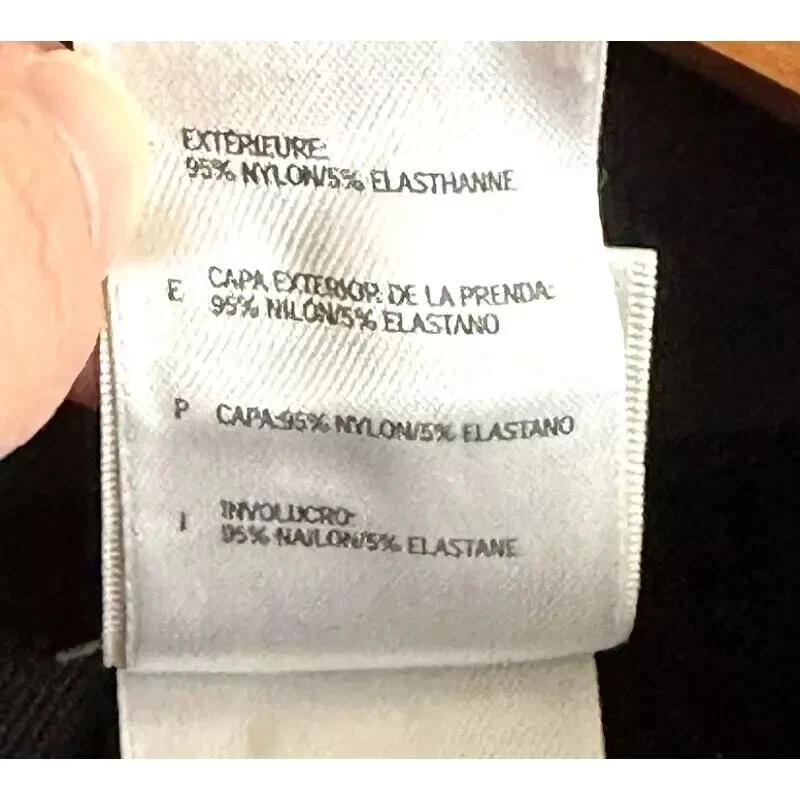 EXTÉRIEURE:
95% NYLON/5% ELASTHANNE
E CAPA EXTERIOR DE LA PRENDA:
95% NILON/5% ELASTANO
P CAPA:95% NYLON/5% ELASTANO
I INVOLUCRO:
95% NAILON/5% ELASTANE